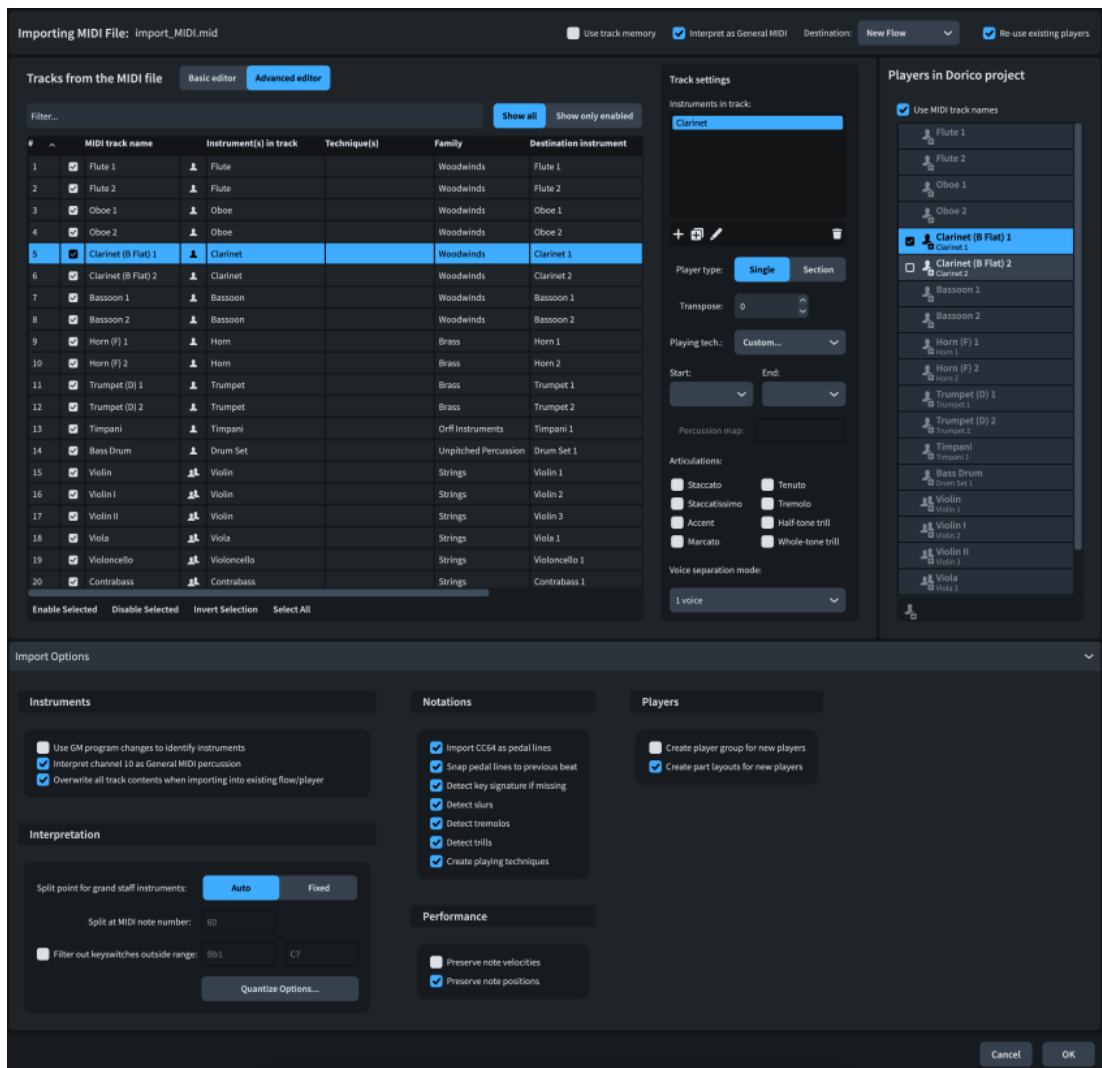 Importing MIDI File: import_MIDI.mid
Use track memory
Interpret as General MIDI
Destination: New Flow
Re-use existing players
Tracks from the MIDI file
Basic editor
Advanced editor
Filter...
Show all
Show only enabled
# MIDI track name Instrument(s) in track Technique(s) Family Destination instrument
1 Flute 1 Flute Woodwinds Flute 1
2 Flute 2 Flute Woodwinds Flute 2
3 Oboe 1 Oboe Woodwinds Oboe 1
4 Oboe 2 Oboe Woodwinds Oboe 2
5 Clarinet (B Flat) 1 Clarinet Woodwinds Clarinet 1
6 Clarinet (B Flat) 2 Clarinet Woodwinds Clarinet 2
7 Bassoon 1 Bassoon Woodwinds Bassoon 1
8 Bassoon 2 Bassoon Woodwinds Bassoon 2
9 Horn (F) 1 Horn Brass Horn 1
10 Horn (F) 2 Horn Brass Horn 2
11 Trumpet (D) 1 Trumpet Brass Trumpet 1
12 Trumpet (D) 2 Trumpet Brass Trumpet 2
13 Timpani Timpani Orff Instruments Timpani 1
14 Bass Drum Drum Set Unpitched Percussion Drum Set 1
15 Violin Violin Strings Violin 1
16 Violin I Violin Strings Violin 2
17 Violin II Violin Strings Violin 3
18 Viola Viola Strings Viola 1
19 Violoncello Violoncello Strings Violoncello 1
20 Contrabass Contrabass Strings Contrabass 1
Enable Selected Disable Selected Invert Selection Select All
Track settings
Instruments in track:
Clarinet
Player type: Single Section
Transpose: 0
Playing tech.: Custom...
Start: End:
Percussion map:
Articulations:
Staccato Tenuto
Staccatissimo Tremolo
Accent Half-tone trill
Marcato Whole-tone trill
Voice separation mode:
1 voice
Players in Dorico project
Use MIDI track names
Flute 1
Flute 2
Oboe 1
Oboe 2
Clarinet (B Flat) 1
Clarinet 1
Clarinet (B Flat) 2
Clarinet 2
Bassoon 1
Bassoon 2
Horn (F) 1
Horn 1
Horn (F) 2
Horn 2
Trumpet (D) 1
Trumpet 1
Trumpet (D) 2
Trumpet 2
Timpani
Timpani 1
Bass Drum
Drum Set 1
Violin
Violin 1
Violin I
Violin 2
Violin II
Violin 3
Viola
Viola 1
Import Options
Instruments
Use GM program changes to identify instruments
Interpret channel 10 as General MIDI percussion
Overwrite all track contents when importing into existing flow/player
Interpretation
Split point for grand staff instruments: Auto Fixed
Split at MIDI note number: 60
Filter out keyswitches outside range: Bb1 C7
Quantize Options...
Notations
Import CC64 as pedal lines
Snap pedal lines to previous beat
Detect key signature if missing
Detect slurs
Detect tremolos
Detect trills
Create playing techniques
Performance
Preserve note velocities
Preserve note positions
Players
Create player group for new players
Create part layouts for new players
Cancel OK